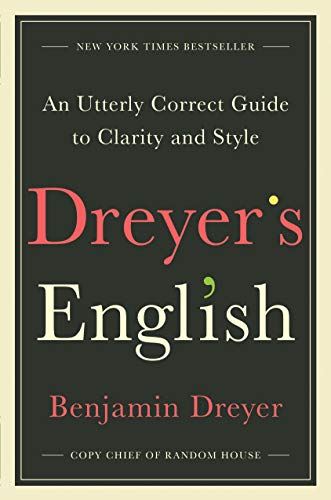 NEW YORK TIMES BESTSELLER
An Utterly Correct Guide
to Clarity and Style
Dreyer's
English
Benjamin Dreyer
COPY CHIEF OF RANDOM HOUSE